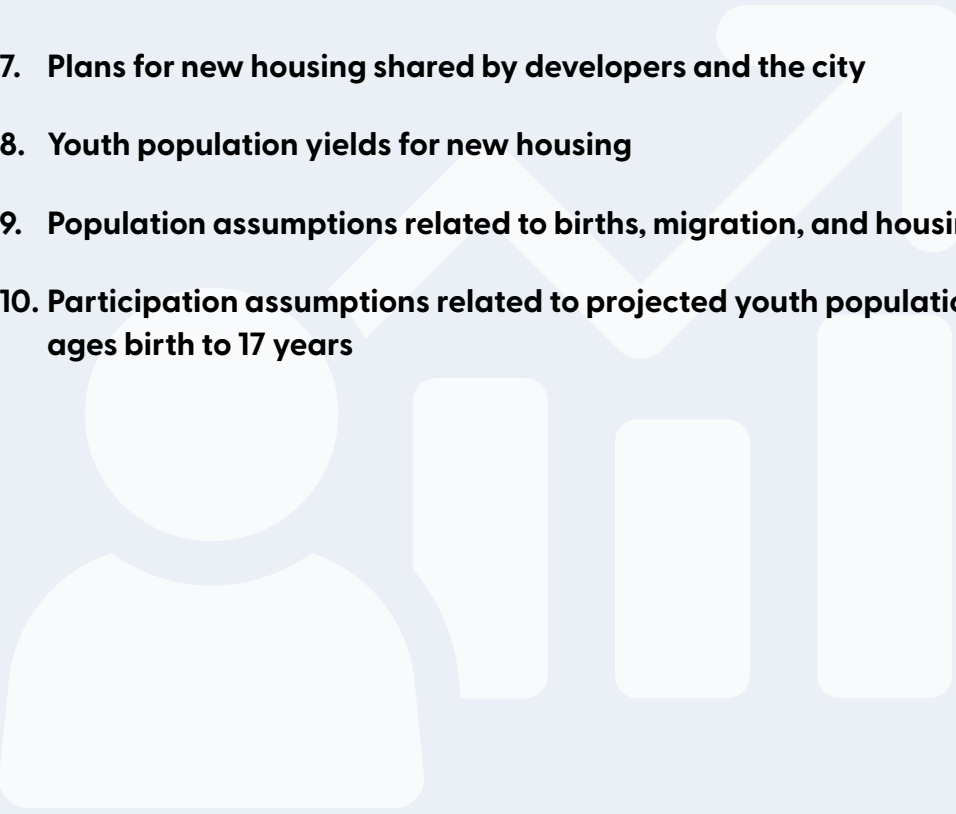 7. Plans for new housing shared by developers and the city
8. Youth population yields for new housing
9. Population assumptions related to births, migration, and
10. Participation assumptions related to projected youth
ages birth to 17 years